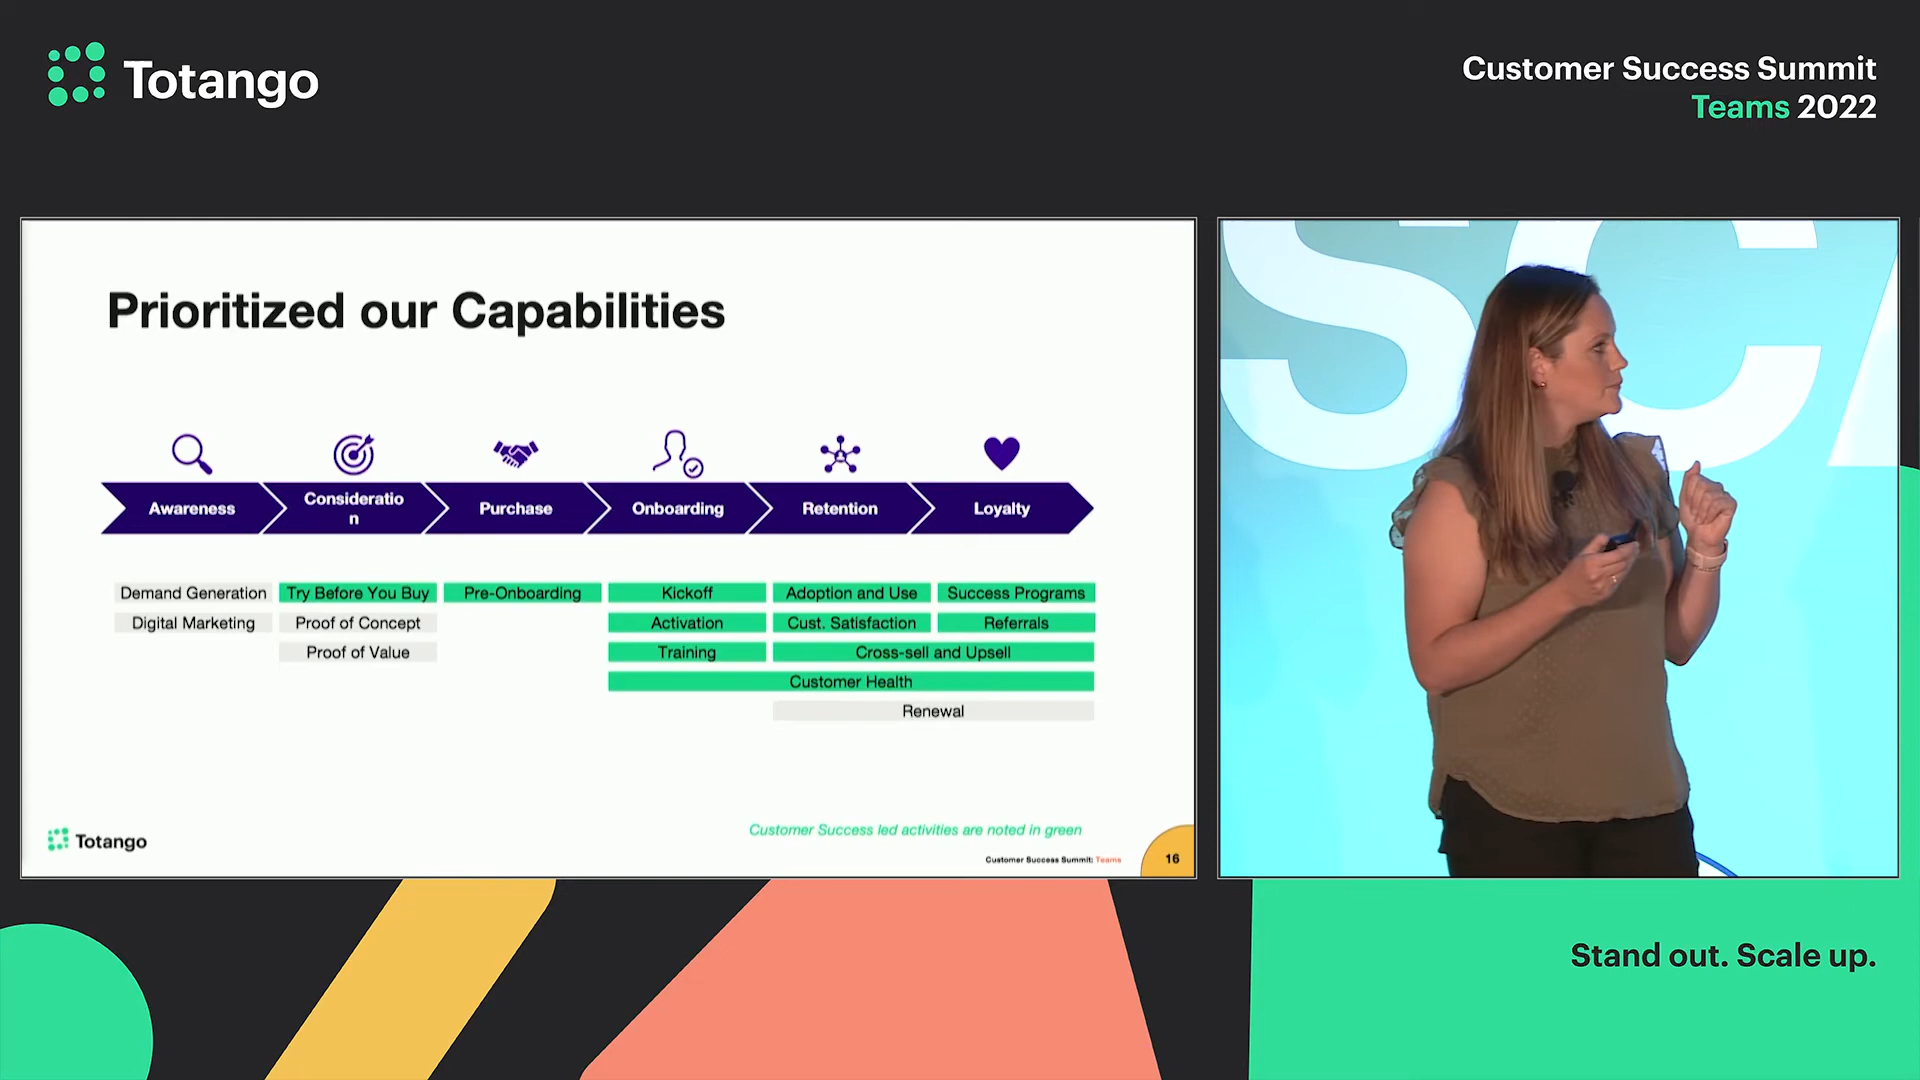 Totango
Customer Success Summit
Teams 2022
Prioritized our Capabilities
Awareness
Consideratio
n
Purchase
Onboarding
Retention
Loyalty
Demand Generation
Try Before You Buy
Pre-Onboarding
Kickoff
Adoption and Use
Success Programs
Digital Marketing
Proof of Concept
Activation
Cust. Satisfaction
Referrals
Proof of Value
Training
Cross-sell and Upsell
Customer Health
Renewal
Customer Success led activities are noted in green
Totango
Customer Success Summit: Teams
16
SCA
Stand out. Scale up.